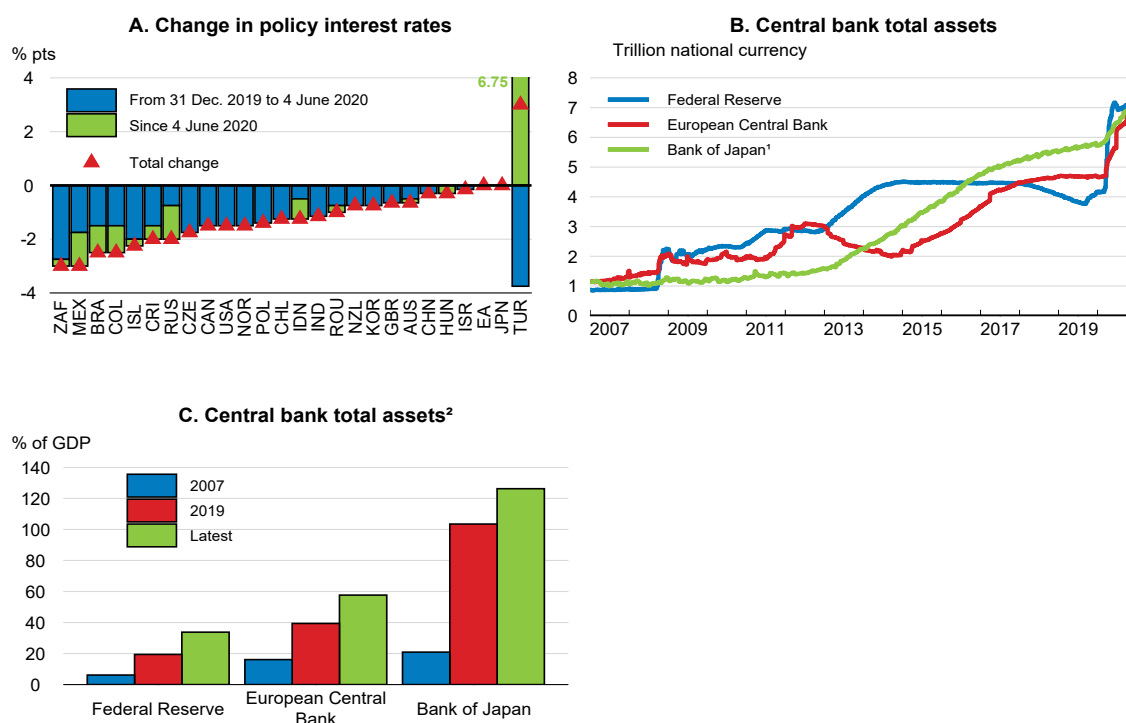 A. Change in policy interest rates
% pts
6.75
From 31 Dec. 2019 to 4 June 2020
Since 4 June 2020
Total change
4
2
0
-2
-4
ZAF
MEX
BRA
COL
ISL
CRI
RUS
CZE
CAN
USA
NOR
POL
CHL
IDN
IND
ROU
NZL
KOR
GBR
AUS
CHN
HUN
ISR
EA
JPN
TUR
B. Central bank total assets
Trillion national currency
Federal Reserve
European Central Bank
Bank of Japan¹
8
7
6
5
4
3
2
1
0
2007 2009 2011 2013 2015 2017 2019
C. Central bank total assets²
% of GDP
2007
2019
Latest
140
120
100
80
60
40
20
0
Federal Reserve
European Central
Bank
Bank of Japan